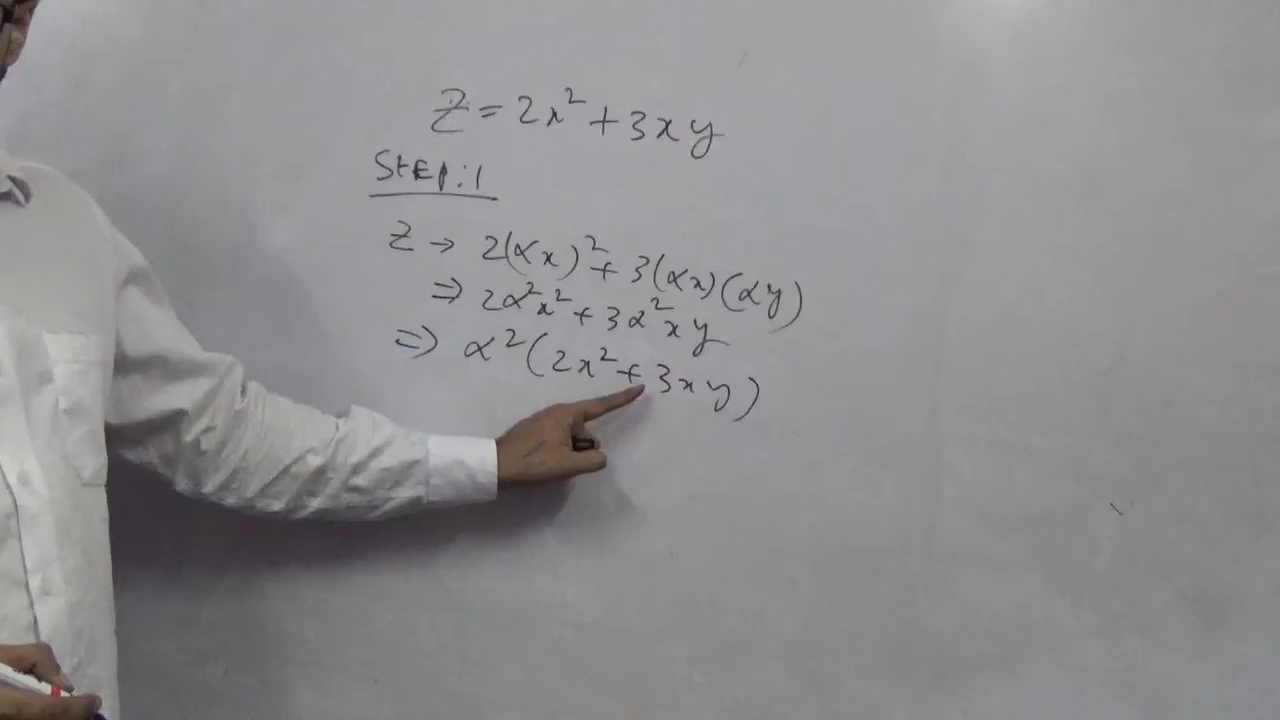 Z = 2x² + 3xy
StEP:1
Z → 2(αx)² + 3(αx)(αy)
⇒ 2α²x² + 3α²xy
⇒ α²(2x² + 3xy)